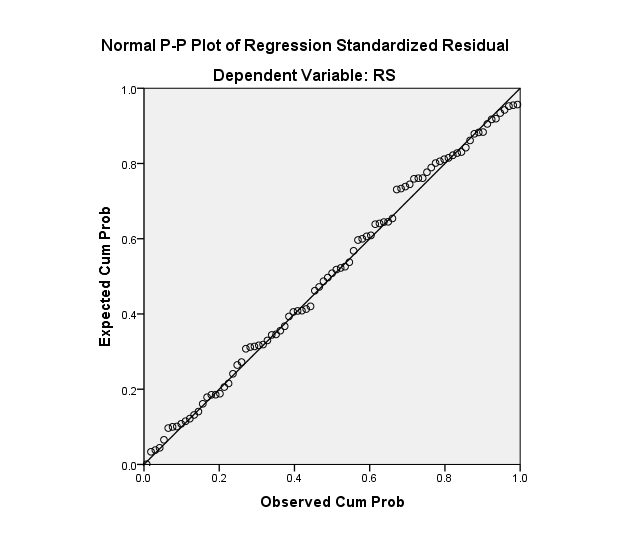 Normal P-P Plot of Regression Standardized Residual
Dependent Variable: RS
1.0
0.8
0.6
0.4
0.2
0.0
Expected Cum Prob
0.0 0.2 0.4 0.6 0.8 1.0
Observed Cum Prob